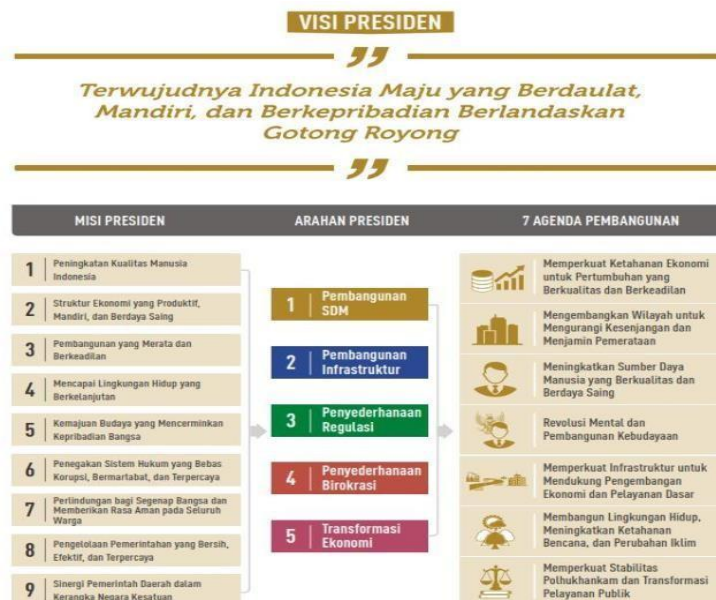 VISI PRESIDEN
”
Terwujudnya Indonesia Maju yang Berdaulat,
Mandiri, dan Berkepribadian Berlandaskan
Gotong Royong
”
MISI PRESIDEN
1
Peningkatan Kualitas Manusia
Indonesia
2
Struktur Ekonomi yang Produktif,
Mandiri, dan Berdaya Saing
3
Pembangunan yang Merata dan
Berkeadilan
4
Mencapai Lingkungan Hidup yang
Berkelanjutan
5
Kemajuan Budaya yang Mencerminkan
Kepribadian Bangsa
6
Penegakan Sistem Hukum yang Bebas
Korupsi, Bermartabat, dan Terpercaya
7
Perlindungan bagi Segenap Bangsa dan
Memberikan Rasa Aman pada Seluruh
Warga
8
Pengelolaan Pemerintahan yang Bersih,
Efektif, dan Terpercaya
9
Sinergi Pemerintah Daerah dalam
Kerangka Negara Kesatuan
ARAHAN PRESIDEN
1
Pembangunan
SDM
2
Pembangunan
Infrastruktur
3
Penyederhanaan
Regulasi
4
Penyederhanaan
Birokrasi
5
Transformasi
Ekonomi
7 AGENDA PEMBANGUNAN
Memperkuat Ketahanan Ekonomi
untuk Pertumbuhan yang
Berkualitas dan Berkeadilan
Mengembangkan Wilayah untuk
Mengurangi Kesenjangan dan
Menjamin Pemerataan
Meningkatkan Sumber Daya
Manusia yang Berkualitas dan
Berdaya Saing
Revolusi Mental dan
Pembangunan Kebudayaan
Memperkuat Infrastruktur untuk
Mendukung Pengembangan
Ekonomi dan Pelayanan Dasar
Membangun Lingkungan Hidup,
Meningkatkan Ketahanan
Bencana, dan Perubahan Iklim
Memperkuat Stabilitas
Polhukhankam dan Transformasi
Pelayanan Publik